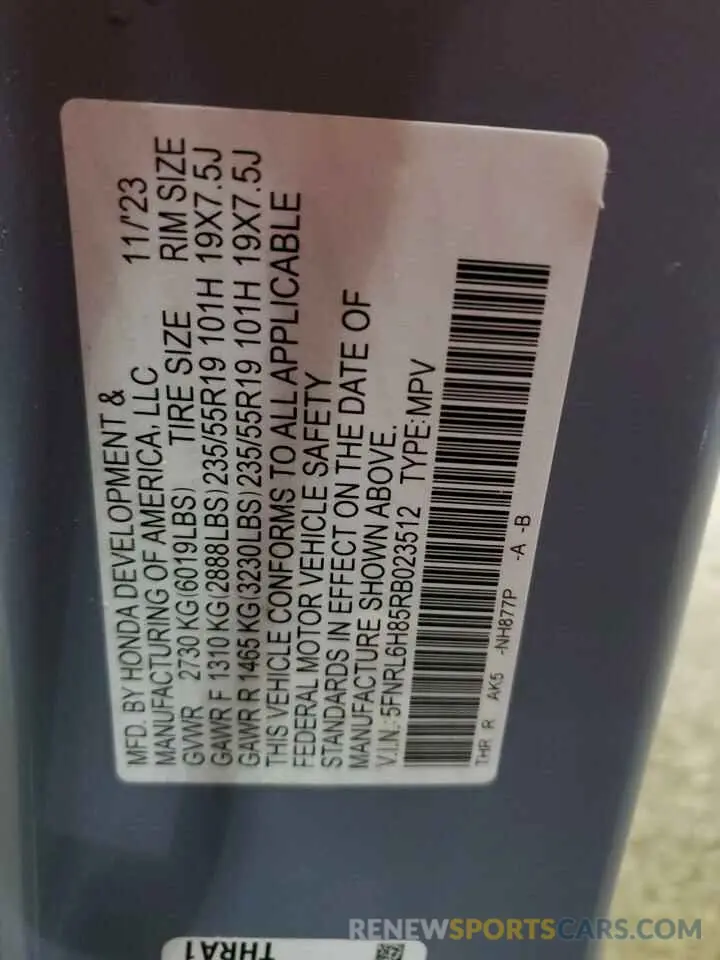 MFD. BY HONDA DEVELOPMENT &
MANUFACTURING OF AMERICA, LLC 11/'23
GVWR 2730 KG(6019LBS) TIRE SIZE RIM SIZE
GAWR F 1310 KG(2888LBS)235/55R19 101H 19X7.5J
GAWR R 1465 KG(3230LBS)235/55R19 101H 19X7.5J
THIS VEHICLE CONFORMS TO ALL APPLICABLE
FEDERAL MOTOR VEHICLE SAFETY
STANDARDS IN EFFECT ON THE DATE OF
MANUFACTURE SHOWN ABOVE.
V.I.N.:5FNRL6H85RB023512 TYPE:MPV
THR R AK5 -NH877P -A -B
THRA1
RENEWSPORTSCARS.COM